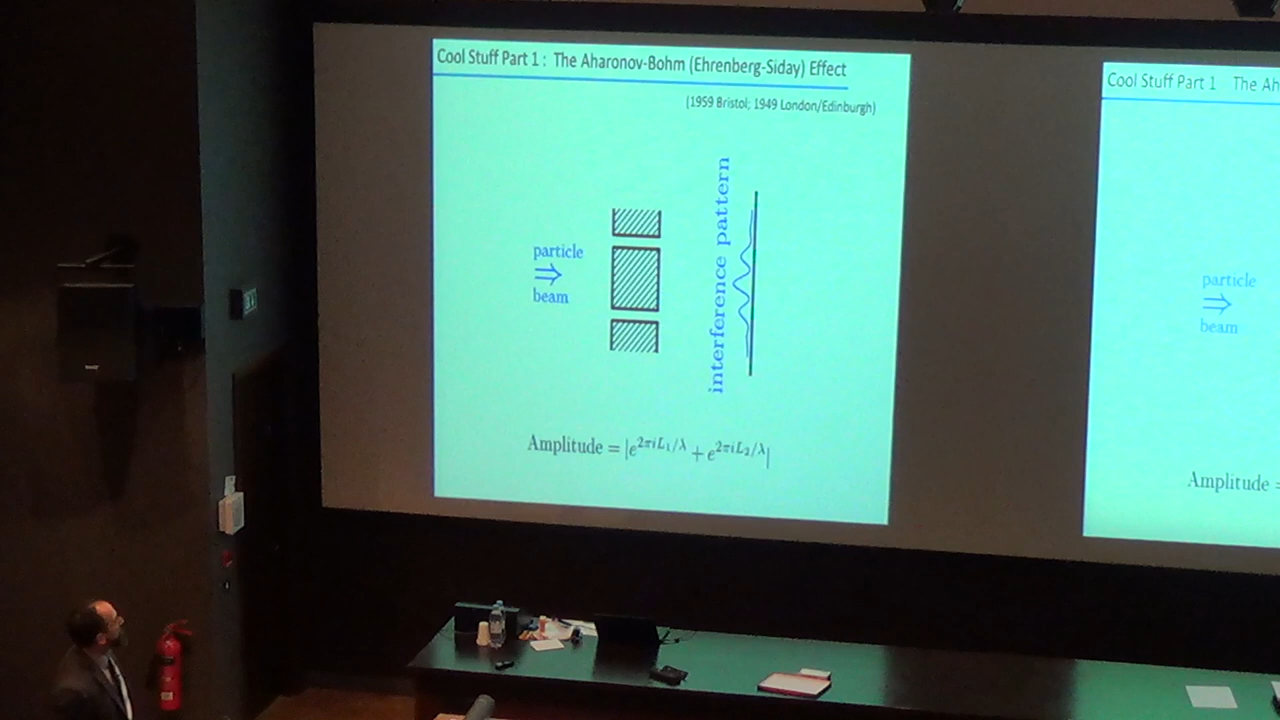 Cool Stuff Part 1 : The Aharonov-Bohm (Ehrenberg-Siday) Effect
(1959 Bristol; 1949 London/Edinburgh)
particle
⇒
beam
interference pattern
Amplitude = |e^{2πiL₁/λ} + e^{2πiL₂/λ}|
Cool Stuff Part 1 The Ah
particle
⇒
beam
Amplitude =